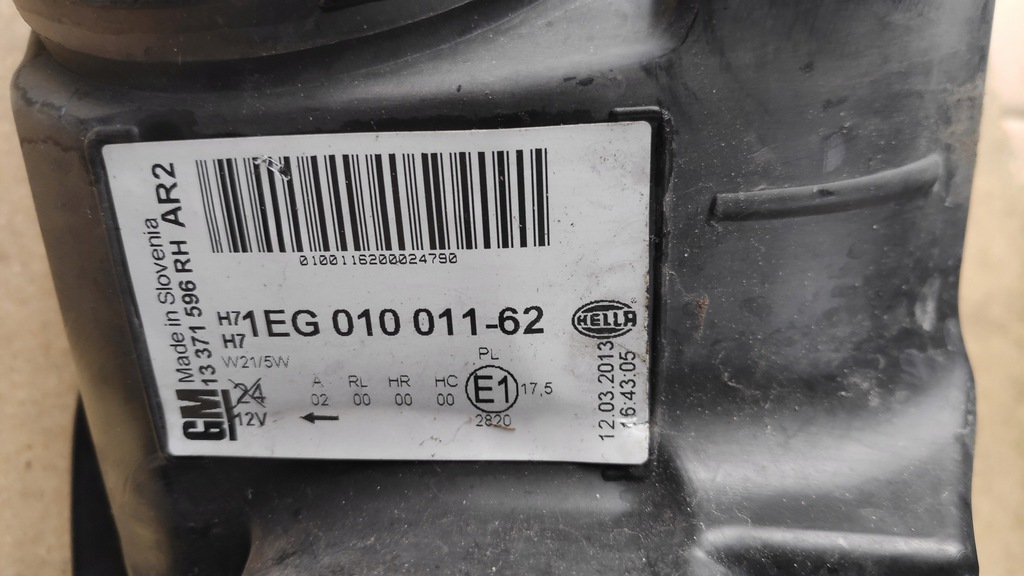 Made in Slovenia
GM 13 371 596 RH AR2
0100116200024790
H7
H7
1EG 010 011-62
HELLA
W21/5W
24
12V
A RL HR HC PL
02 00 00 00 E1 17,5
2820
12.03.2013
16:43:05